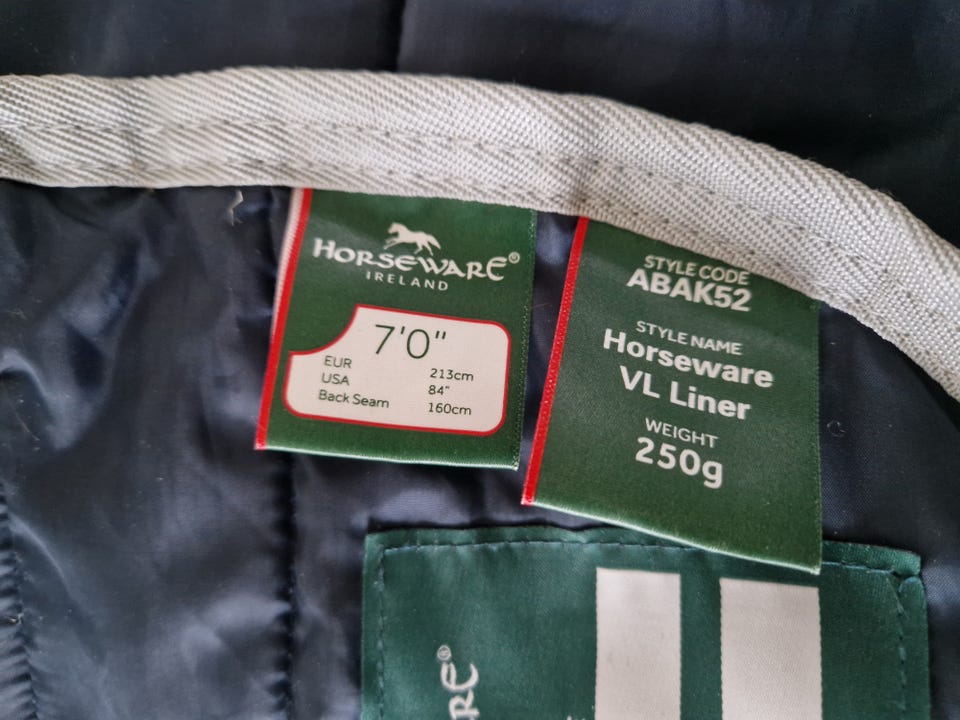 HORSEWARE®
IRELAND
7'0"
EUR 213cm
USA 84"
Back Seam 160cm
STYLE CODE
ABAK52
STYLE NAME
Horseware
VL Liner
WEIGHT
250g
ARE®